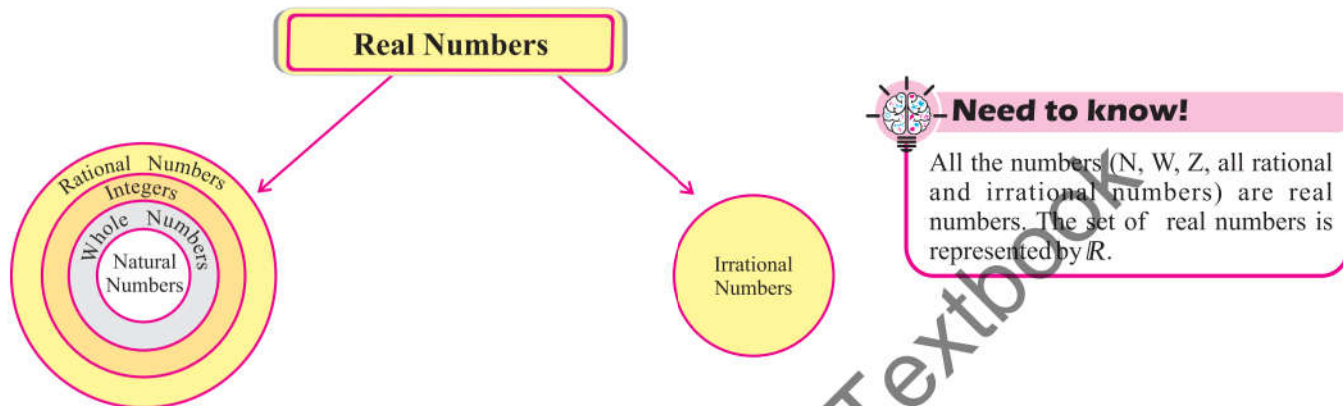 Real Numbers
Rational Numbers
Integers
Whole Numbers
Natural
Numbers
Irrational
Numbers
Need to know!
All the numbers (N, W, Z, all rational
and irrational numbers) are real
numbers. The set of real numbers is
represented by ℝ.
Textbook